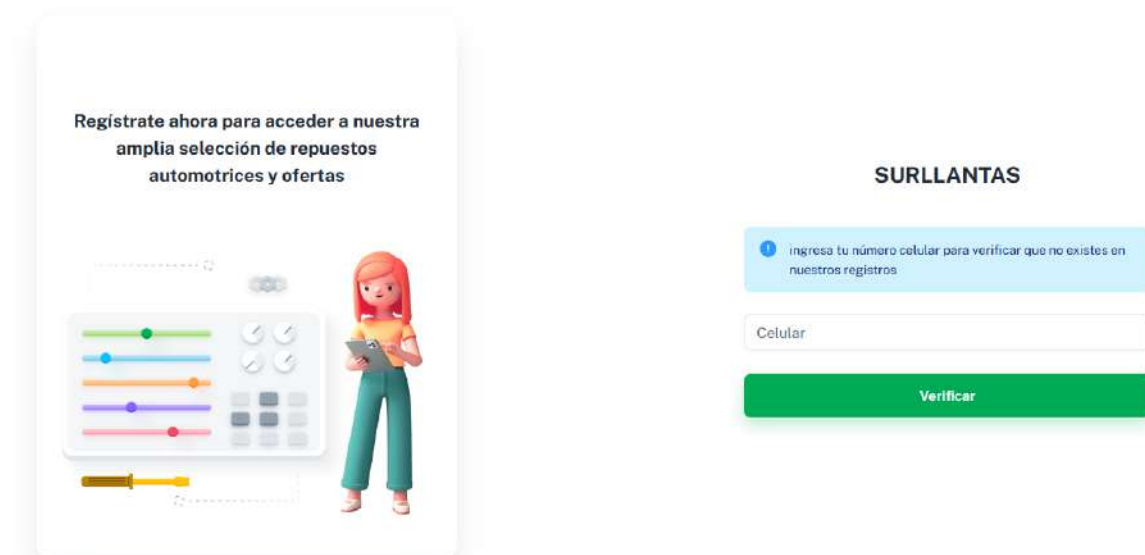 Regístrate ahora para acceder a nuestra
amplia selección de repuestos
automotrices y ofertas
SURLLANTAS
ingresa tu número celular para verificar que no existes en
nuestros registros
Celular
Verificar